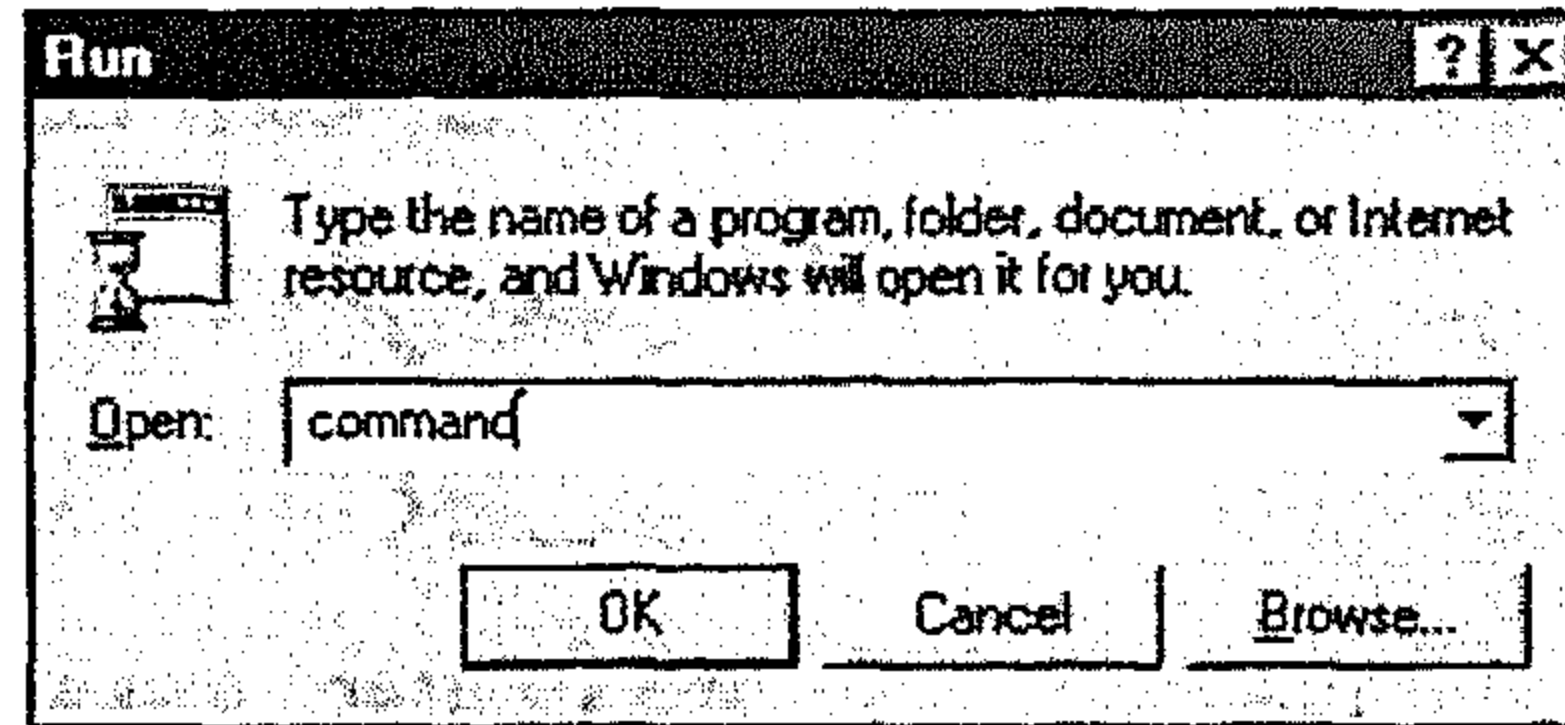 Run
Type the name of a program, folder, document, or Internet
resource, and Windows will open it for you.
Open: command
OK Cancel Browse...